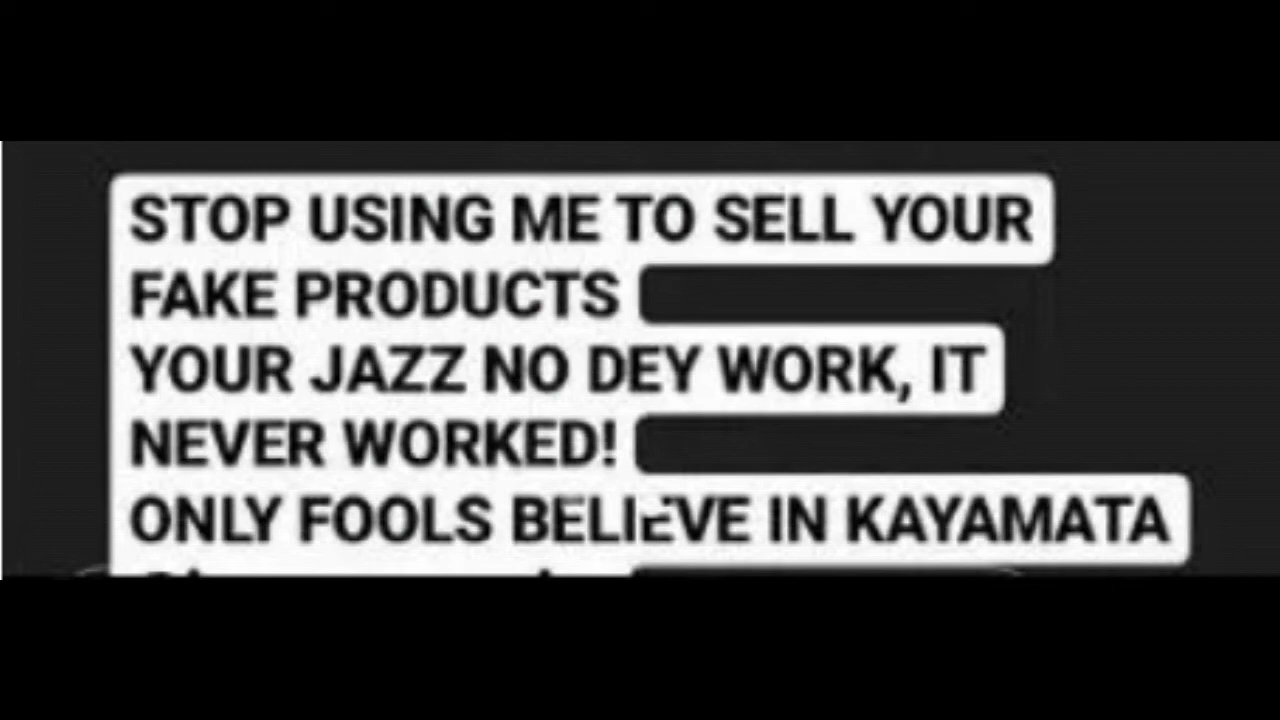 STOP USING ME TO SELL YOUR
FAKE PRODUCTS
YOUR JAZZ NO DEY WORK, IT
NEVER WORKED!
ONLY FOOLS BELIEVE IN KAYAMATA